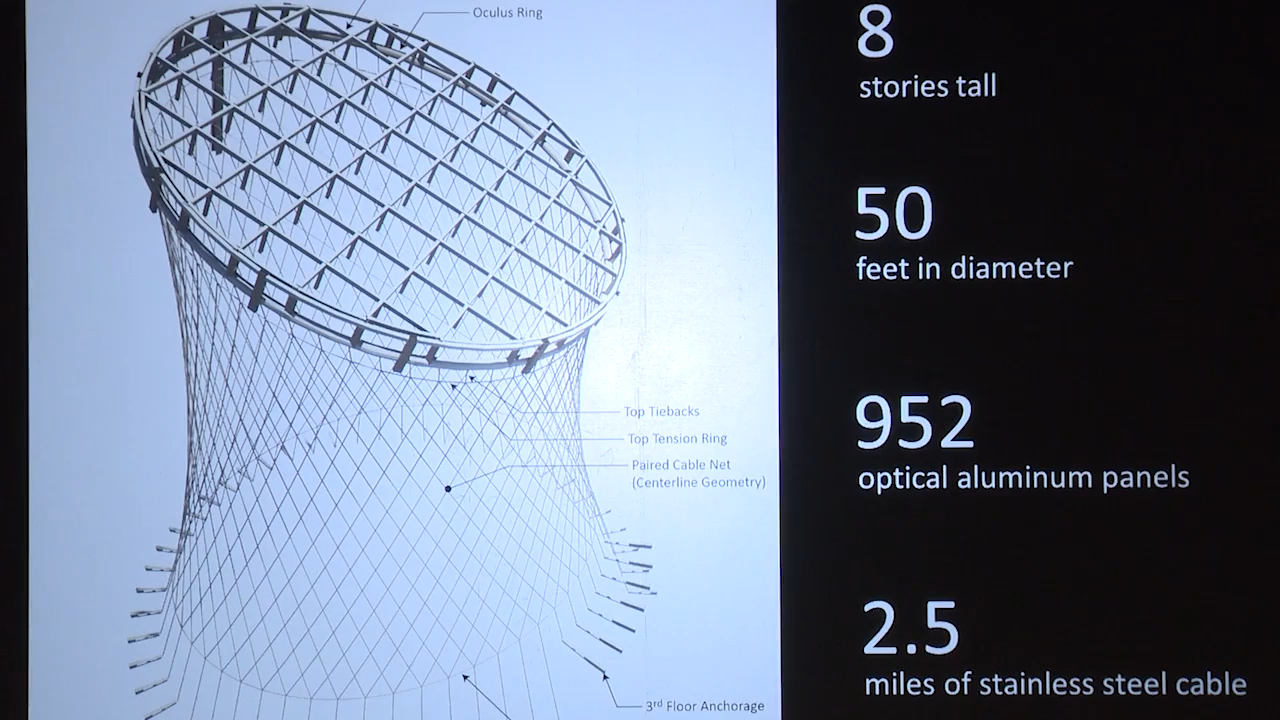 Oculus Ring
Top Tiebacks
Top Tension Ring
Paired Cable Net
(Centerline Geometry)
3rd Floor Anchorage
8
stories tall
50
feet in diameter
952
optical aluminum panels
2.5
miles of stainless steel cable